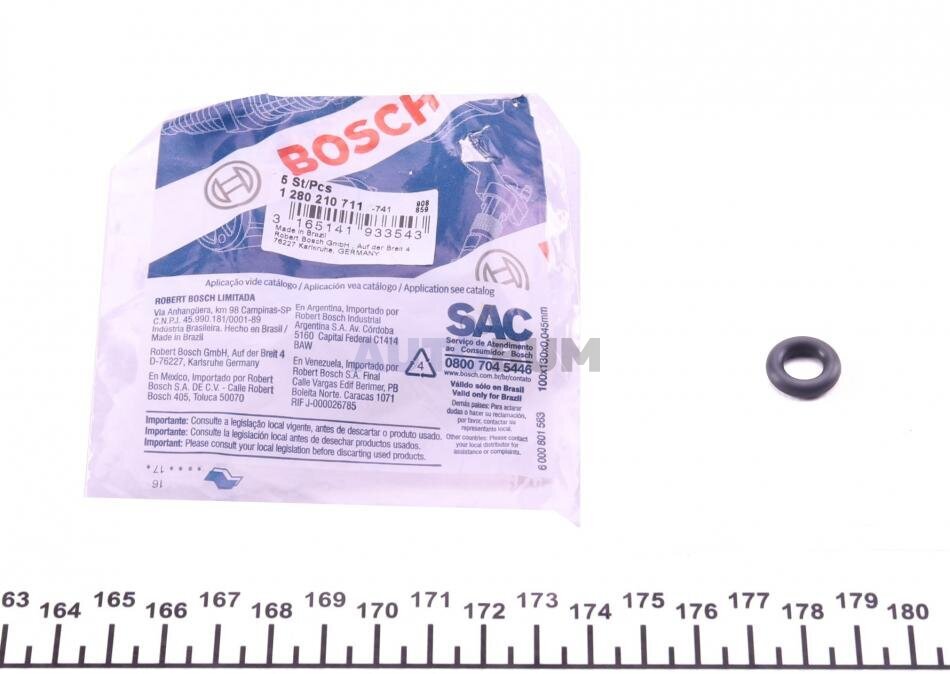 BOSCH
5 St/Pcs
1 280 210 711 -741
908
859
3 165141 933543
Made in Brazil
Robert Bosch GmbH , Auf der Breit 4
76227 Karlsruhe, GERMANY
Aplicação vide catálogo / Aplicación vea catálogo / Application see catalog
ROBERT BOSCH LIMITADA
Via Anhangüera, km 98 Campinas-SP
C.N.P.J. 45.990.181/0001-89
Indústria Brasileira. Hecho en Brasil /
Made in Brazil
Robert Bosch GmbH, Auf der Breit 4
D-76227, Karlsruhe Germany
En Mexico, Importado por Robert
Bosch SA DE C.V. - Calle Robert
Bosch 405, Toluca 50070
En Argentina, Importado por
Robert Bosch Industrial
Argentina S.A. Av. Córdoba
5160 Capital Federal C1414
BAW
En Venezuela, Importado por
Robert Bosch S.A. Final
Calle Vargas Edif Berimer, PB
Boleita Norte. Caracas 1071
RIF J-000026785
4
SAC
Serviço de Atendimento
ao Consumidor Bosch
0800 704 5446
www.bosch.com.br/contato
Válido sólo en Brasil
Valid only for Brazil
Demás países: Para aclarar
dudas o hacer su reclamación,
por favor, contactar su
representante local
Other countries: Please contact
your local distributor for
assistance or complaints.
100x130x0,045mm
6 000 801 563
Importante: Consulte a legislação local vigente, antes de descartar o produto usado.
Importante: Consulte la legislación local antes de desechar productos usados.
Important: Please consult your local legislation before discarting used products.
16
17
63 164 165 166 167 168 169 170 171 172 173 174 175 176 177 178 179 180